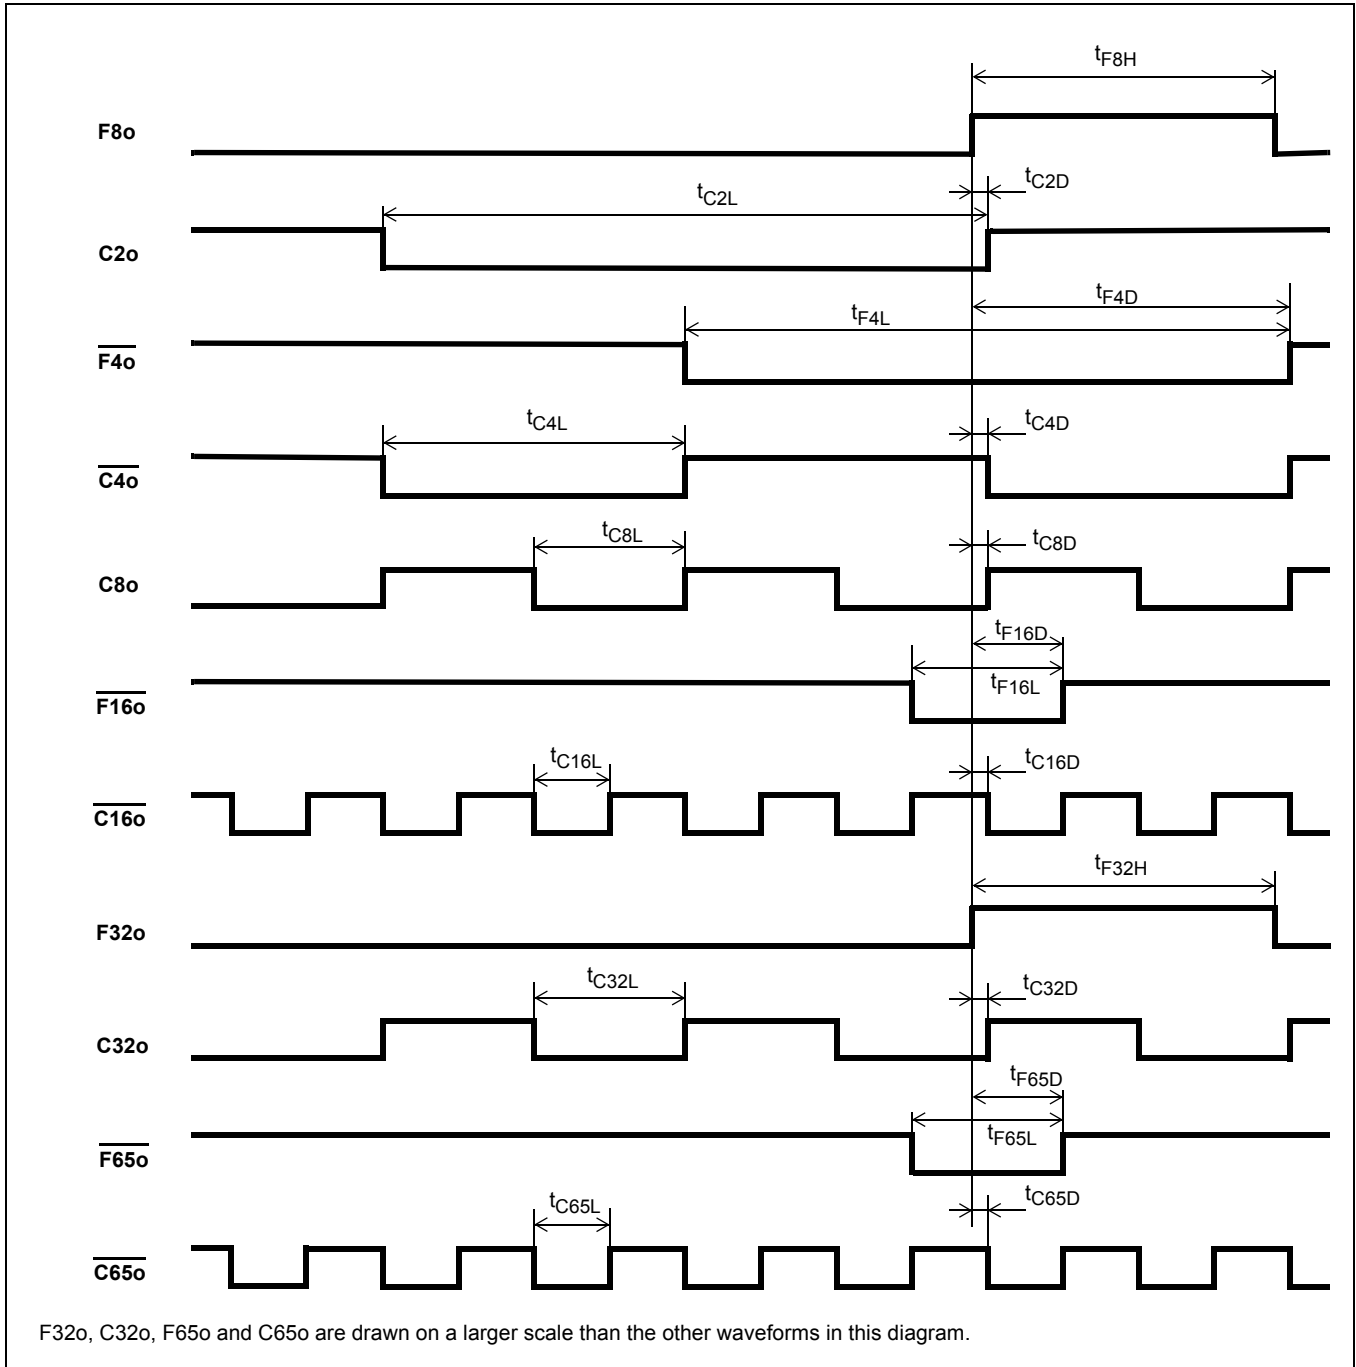 tF8H
F8o
tC2D
tC2L
C2o
tF4D
tF4L
F4o
tC4L
tC4D
C4o
tC8L
tC8D
C8o
tF16D
tF16L
F16o
tC16L
tC16D
C16o
tF32H
F32o
tC32L
tC32D
C32o
tF65D
tF65L
F65o
tC65L
tC65D
C65o
F32o, C32o, F65o and C65o are drawn on a larger scale than the other waveforms in this diagram.